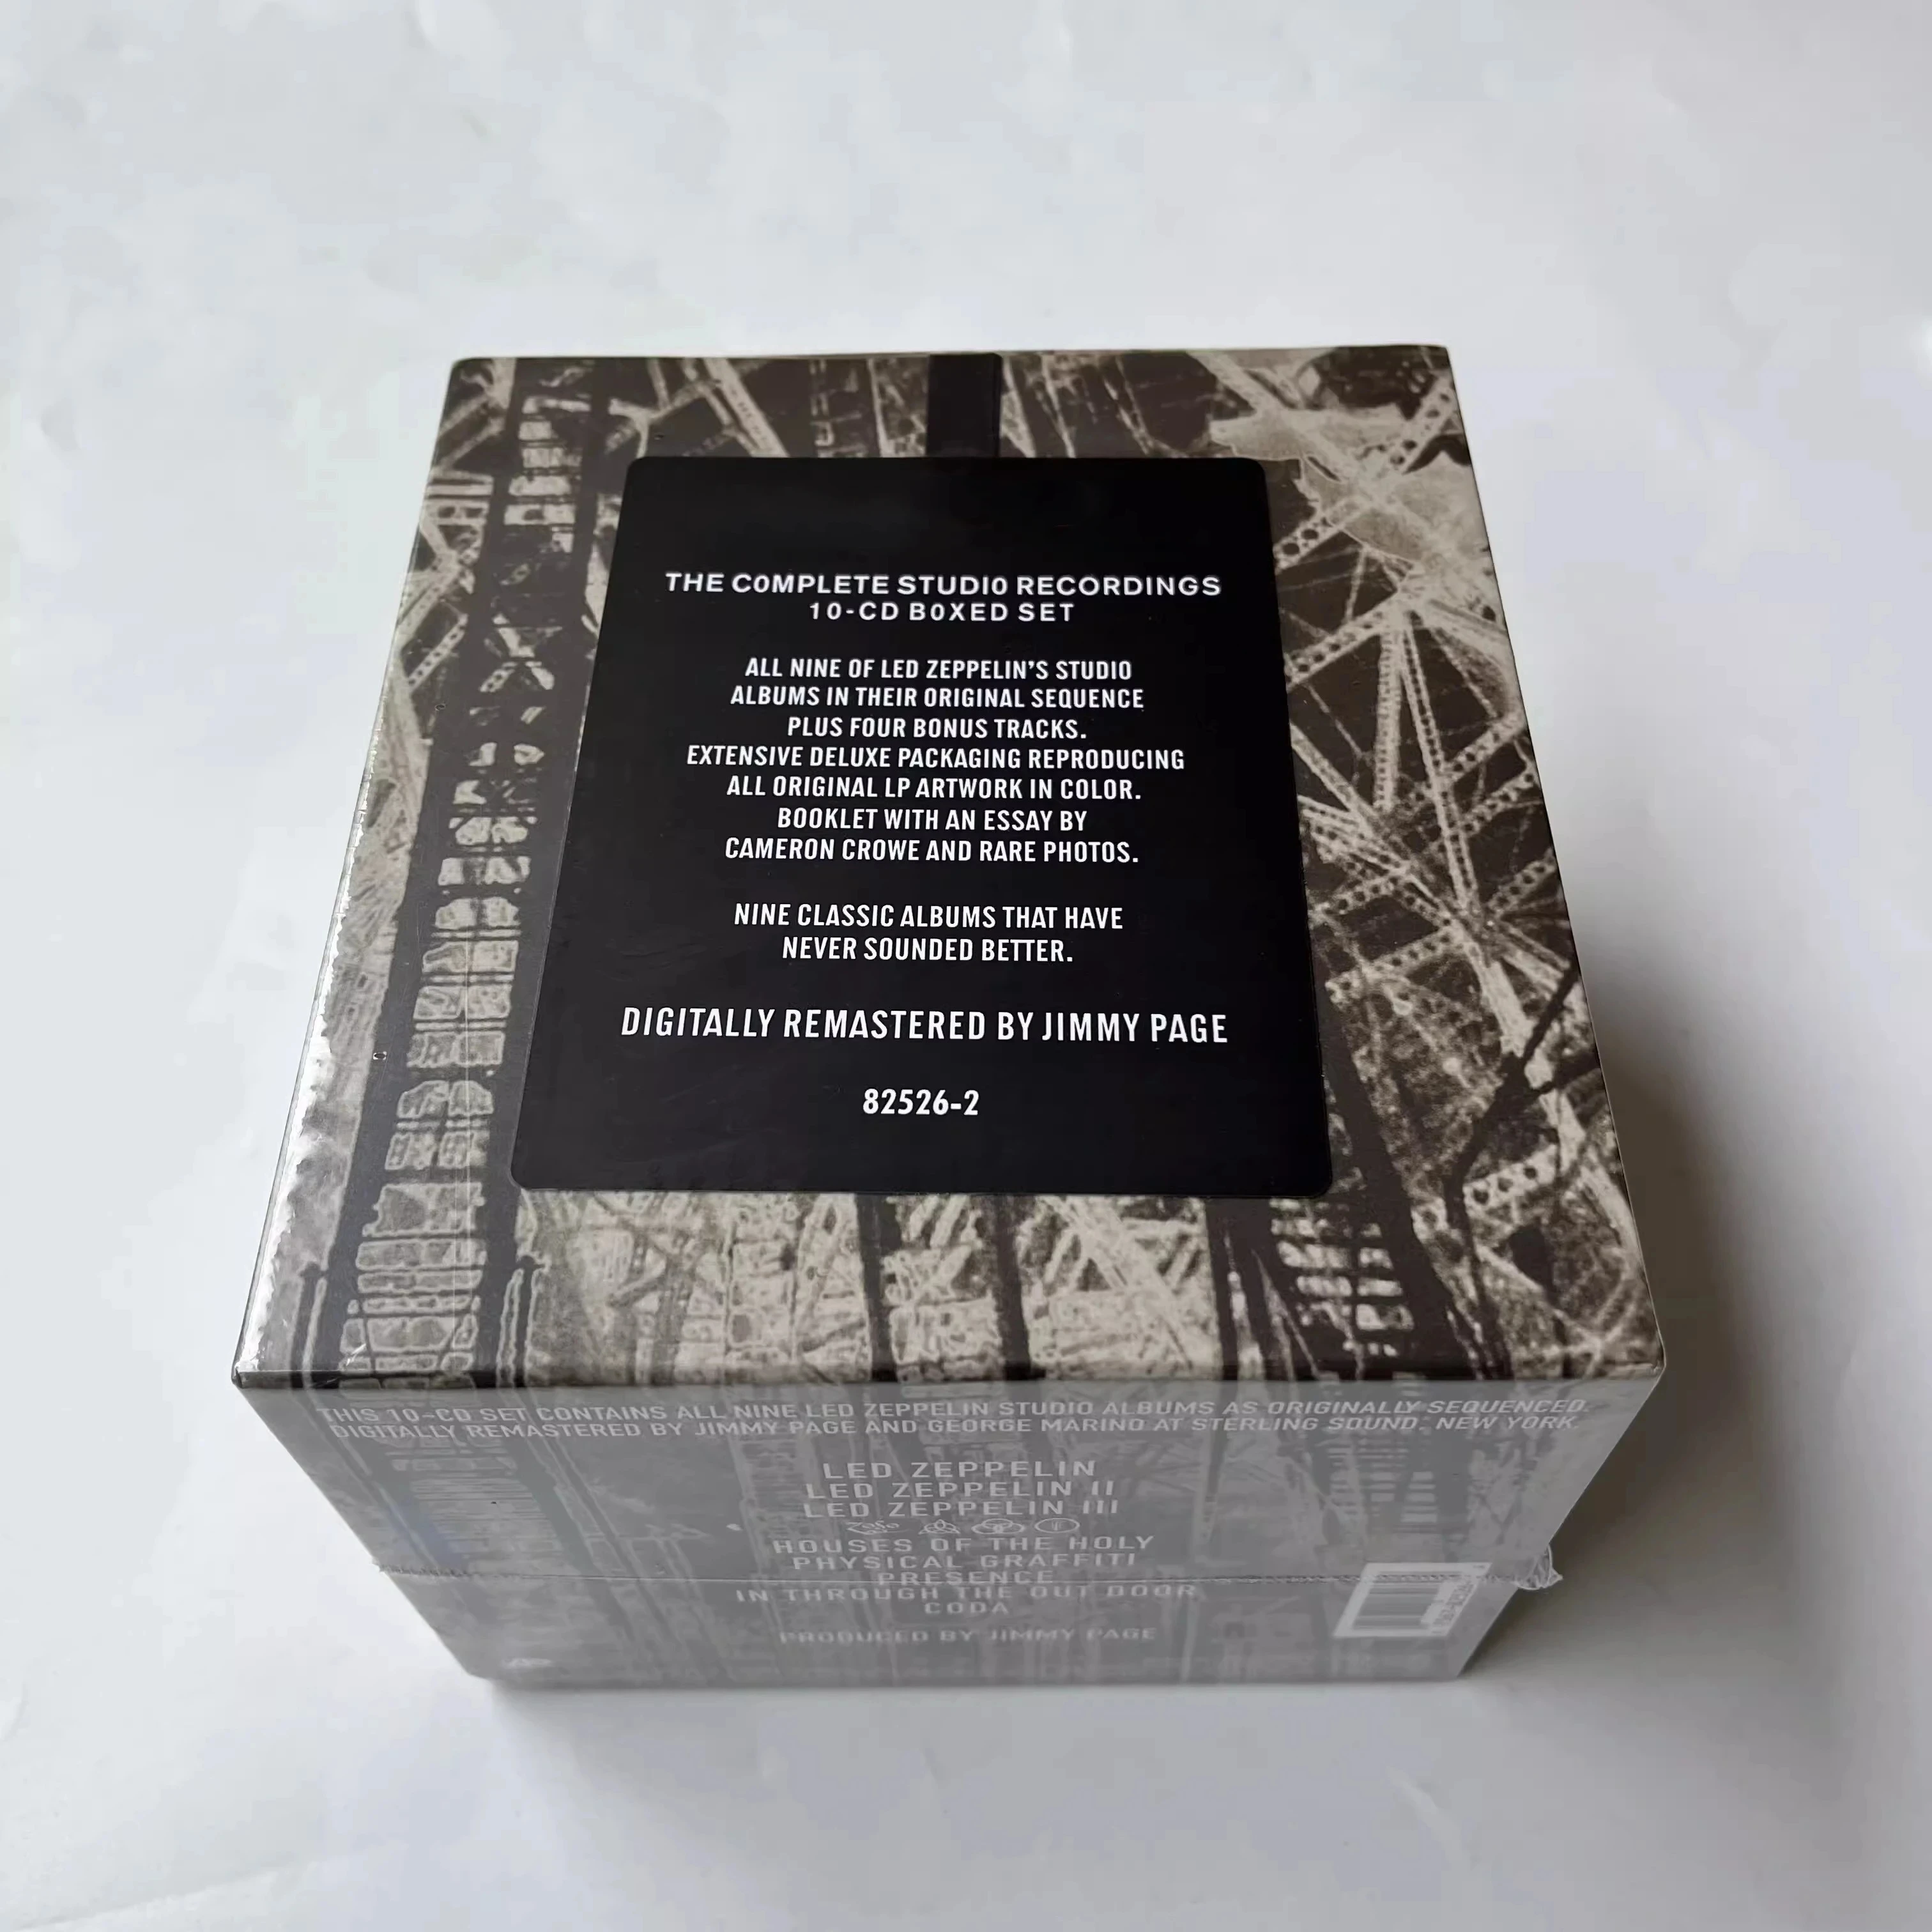 THE COMPLETE STUDIO RECORDINGS
10-CD BOXED SET
ALL NINE OF LED ZEPPELIN'S STUDIO
ALBUMS IN THEIR ORIGINAL SEQUENCE
PLUS FOUR BONUS TRACKS.
EXTENSIVE DELUXE PACKAGING REPRODUCING
ALL ORIGINAL LP ARTWORK IN COLOR.
BOOKLET WITH AN ESSAY BY
CAMERON CROWE AND RARE PHOTOS.
NINE CLASSIC ALBUMS THAT HAVE
NEVER SOUNDED BETTER.
DIGITALLY REMASTERED BY JIMMY PAGE
82526-2
THIS 10-CD SET CONTAINS ALL NINE LED ZEPPELIN STUDIO ALBUMS AS ORIGINALLY SEQUENCED.
DIGITALLY REMASTERED BY JIMMY PAGE AND GEORGE MARINO AT STERLING SOUND. NEW YORK.
LED ZEPPELIN
LED ZEPPELIN II
LED ZEPPELIN III
HOUSES OF THE HOLY
PHYSICAL GRAFFITI
PRESENCE
IN THROUGH THE OUT DOOR
CODA
PRODUCED BY JIMMY PAGE